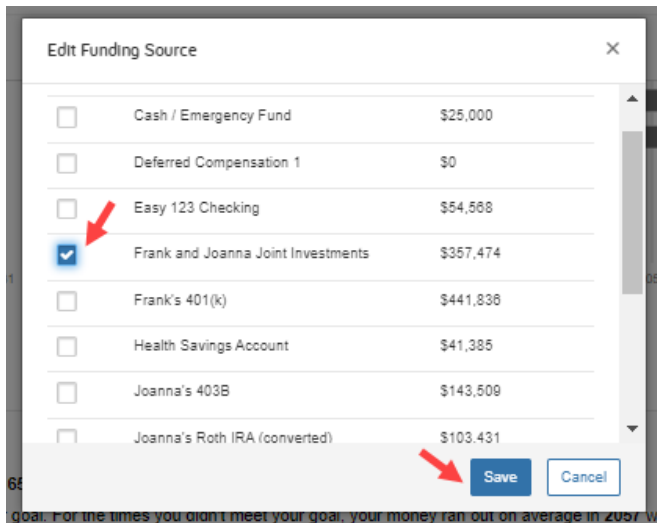 Edit Funding Source ×
Cash / Emergency Fund $25,000
Deferred Compensation 1 $0
Easy 123 Checking $54,568
Frank and Joanna Joint Investments $357,474
Frank's 401(k) $441,836
Health Savings Account $41,385
Joanna's 403B $143,509
Joanna's Roth IRA (converted) $103,431
Save Cancel
goal. For the times you didn't meet your goal, your money ran out on average in 2057 w